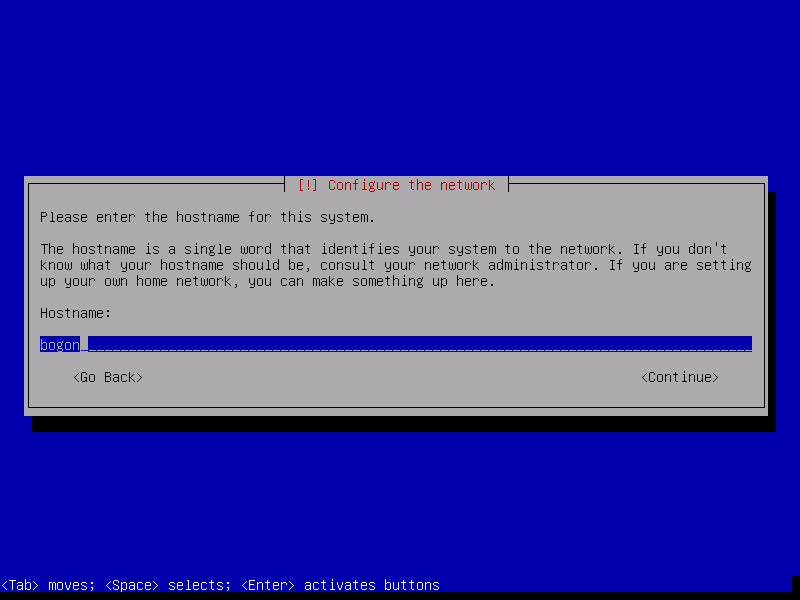 [!] Configure the network
Please enter the hostname for this system.
The hostname is a single word that identifies your system to the network. If you don't
know what your hostname should be, consult your network administrator. If you are setting
up your own home network, you can make something up here.
Hostname:
bogon
<Go Back> <Continue>
<Tab> moves; <Space> selects; <Enter> activates buttons